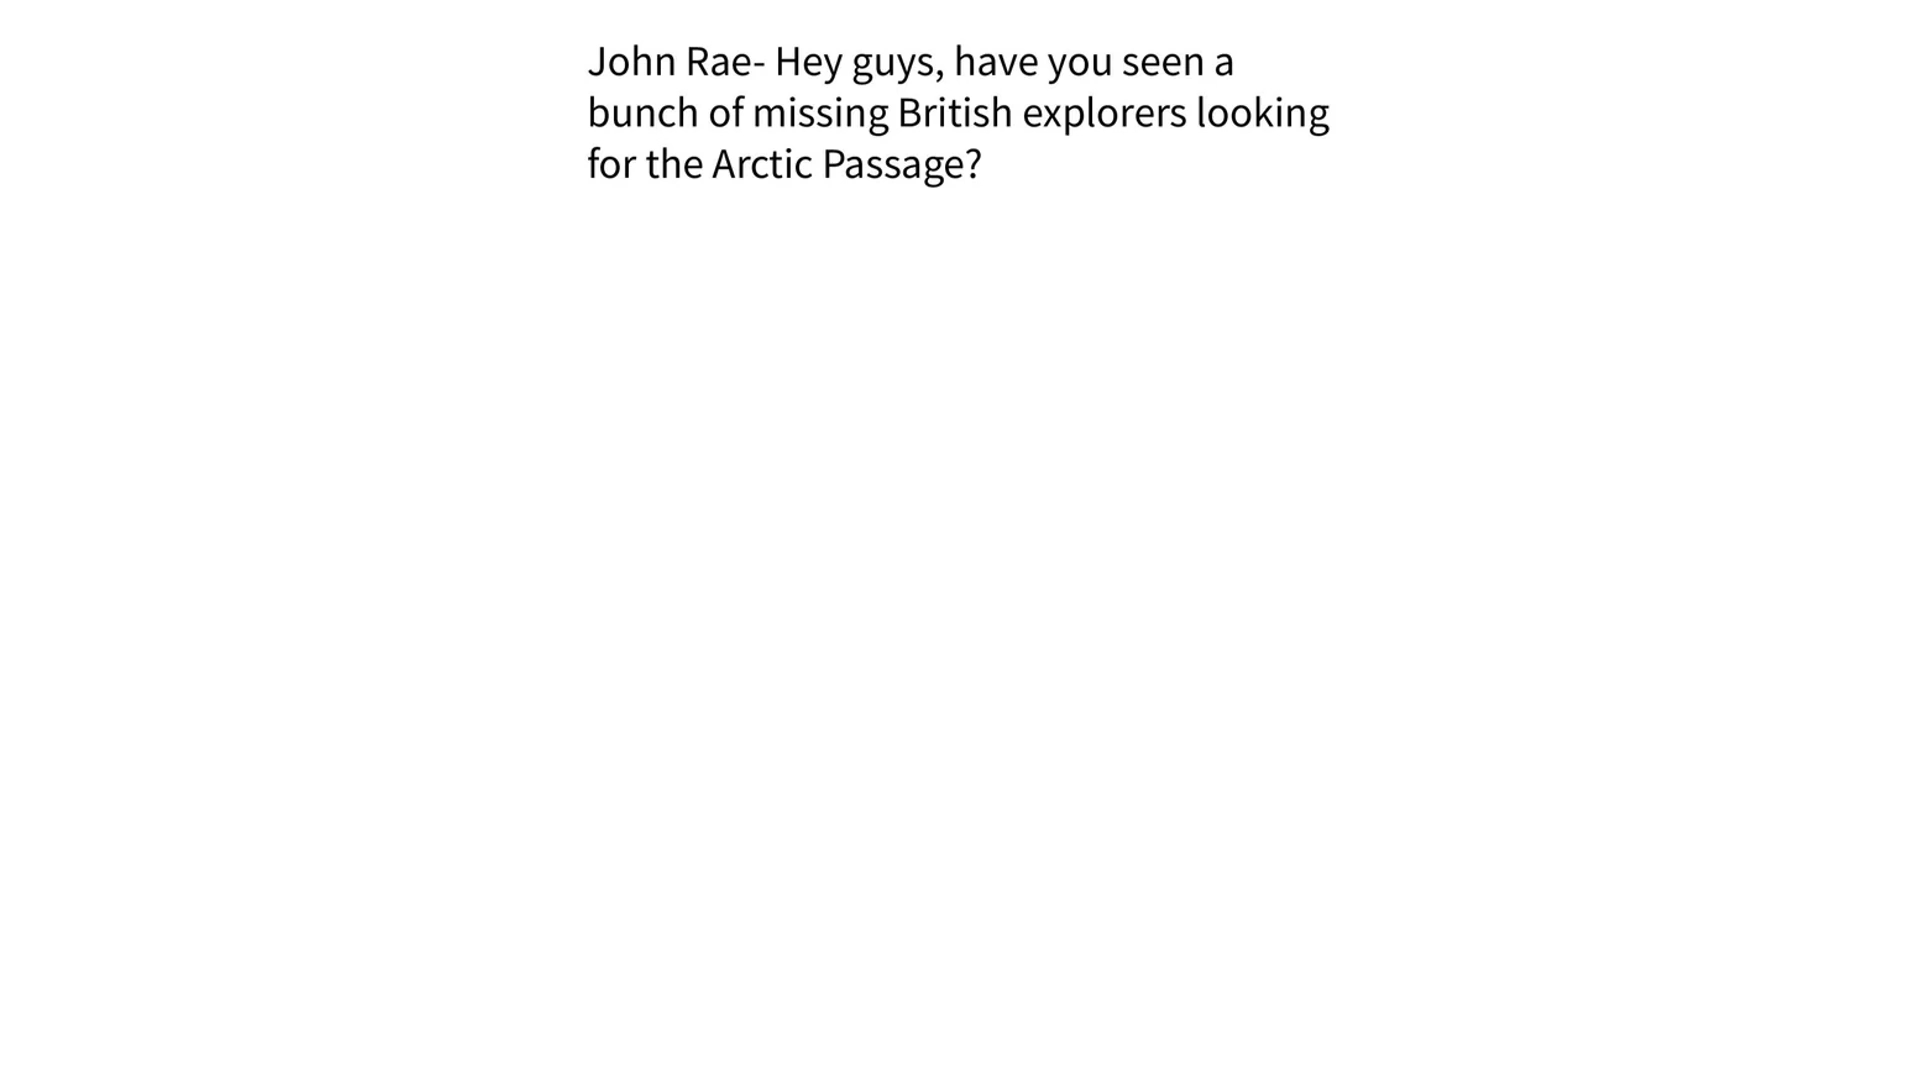 John Rae- Hey guys, have you seen a
bunch of missing British explorers looking
for the Arctic Passage?